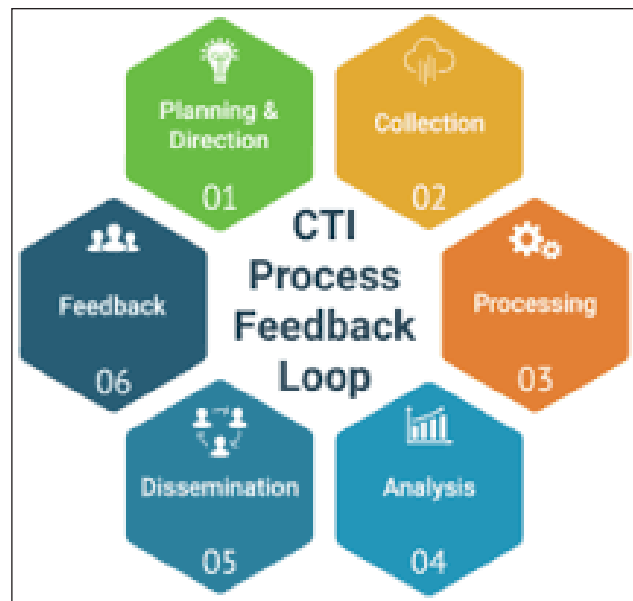 Planning &
Direction
01
Collection
02
Processing
03
Analysis
04
Dissemination
05
Feedback
06
CTI
Process
Feedback
Loop